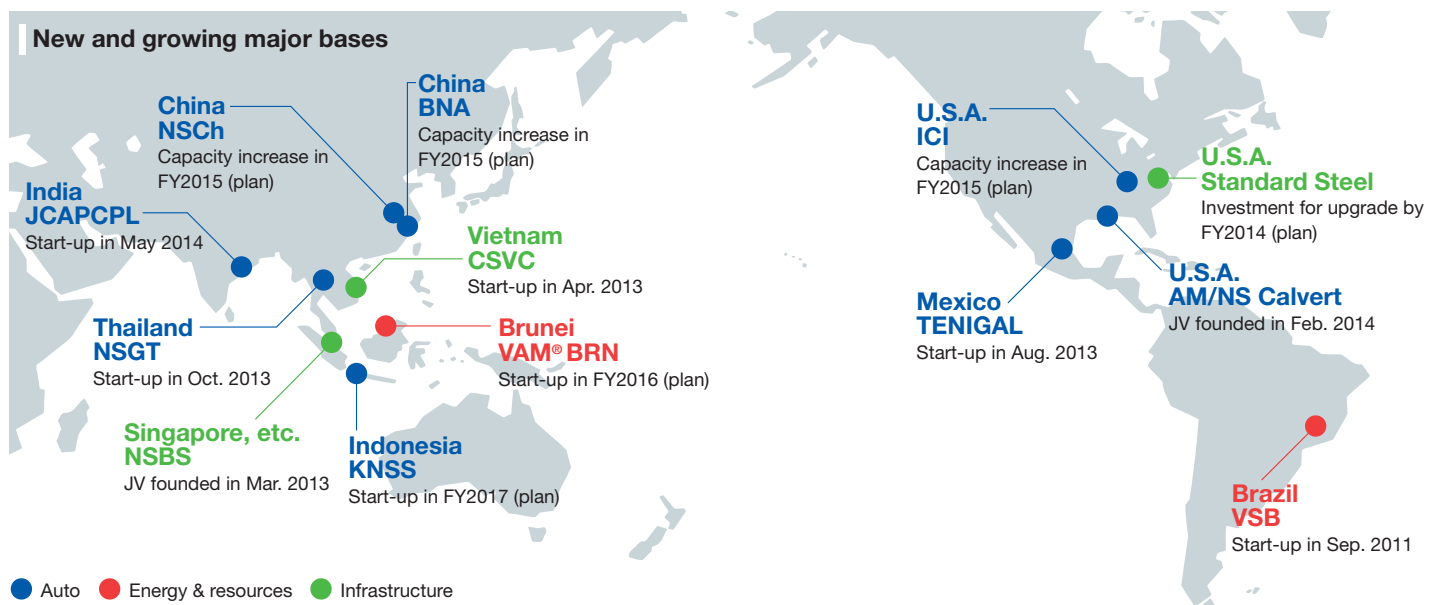 New and growing major bases
China
NSCh
Capacity increase in
FY2015 (plan)
China
BNA
Capacity increase in
FY2015 (plan)
India
JCAPCPL
Start-up in May 2014
Vietnam
CSVC
Start-up in Apr. 2013
Thailand
NSGT
Start-up in Oct. 2013
Brunei
VAM® BRN
Start-up in FY2016 (plan)
Singapore, etc.
NSBS
JV founded in Mar. 2013
Indonesia
KNSS
Start-up in FY2017 (plan)
U.S.A.
ICI
Capacity increase in
FY2015 (plan)
U.S.A.
Standard Steel
Investment for upgrade by
FY2014 (plan)
U.S.A.
AM/NS Calvert
JV founded in Feb. 2014
Mexico
TENIGAL
Start-up in Aug. 2013
Brazil
VSB
Start-up in Sep. 2011
Auto Energy & resources Infrastructure